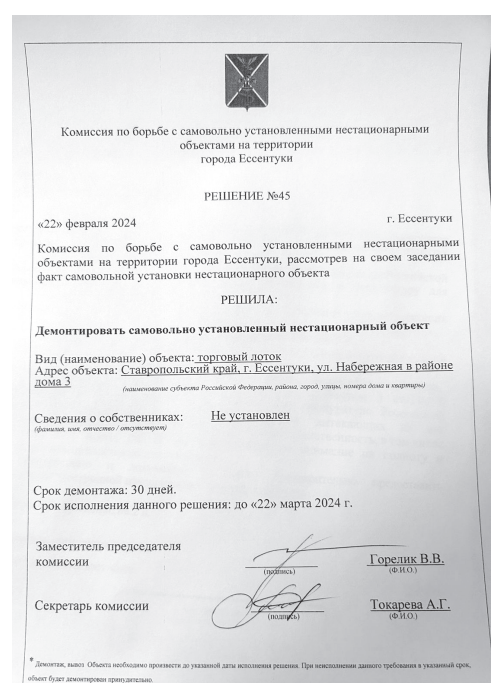 Комиссия по борьбе с самовольно установленными нестационарными
объектами на территории
города Ессентуки
РЕШЕНИЕ №45
«22» февраля 2024 г. Ессентуки
Комиссия по борьбе с самовольно установленными нестационарными
объектами на территории города Ессентуки, рассмотрев на своем заседании
факт самовольной установки нестационарного объекта
РЕШИЛА:
Демонтировать самовольно установленный нестационарный объект
Вид (наименование) объекта: торговый лоток
Адрес объекта: Ставропольский край, г. Ессентуки, ул. Набережная в районе
дома 3
(наименование субъекта Российской Федерации, района, город, улицы, номера дома и квартиры)
Сведения о собственниках: Не установлен
(фамилия, имя, отчество / отсутствует)
Срок демонтажа: 30 дней.
Срок исполнения данного решения: до «22» марта 2024 г.
Заместитель председателя
комиссии Горелик В.В.
(подпись) (Ф.И.О.)
Секретарь комиссии Токарева А.Г.
(подпись) (Ф.И.О.)
* Демонтаж, вывоз Объекта необходимо произвести до указанной даты исполнения решения. При неисполнении данного требования в указанный срок,
объект будет демонтирован принудительно.